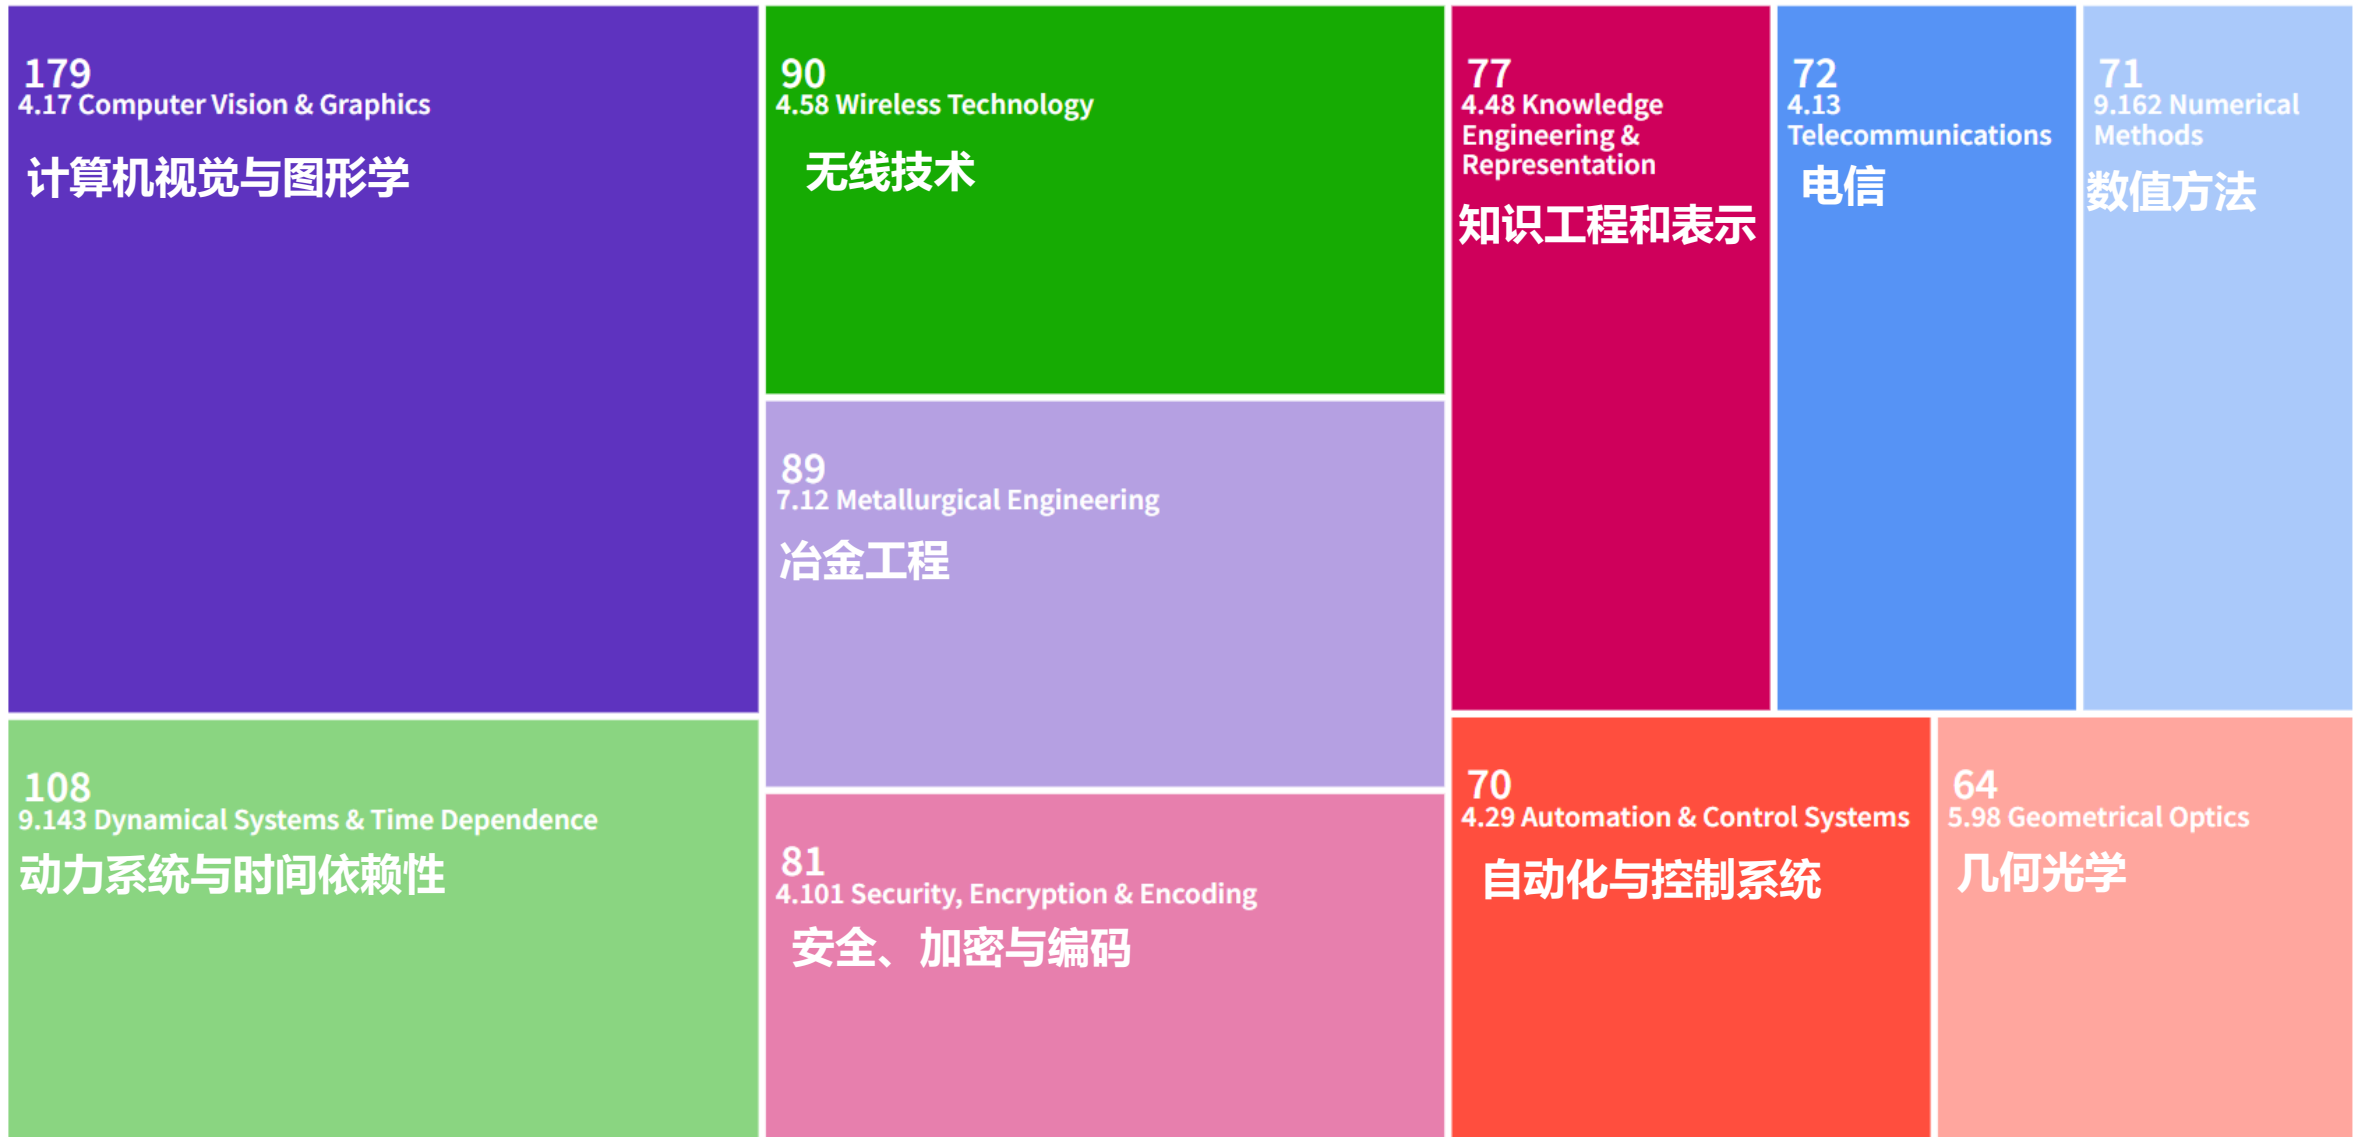 179
4.17 Computer Vision & Graphics
计算机视觉与图形学
108
9.143 Dynamical Systems & Time Dependence
动力系统与时间依赖性
90
4.58 Wireless Technology
无线技术
89
7.12 Metallurgical Engineering
冶金工程
81
4.101 Security, Encryption & Encoding
安全、加密与编码
77
4.48 Knowledge
Engineering &
Representation
知识工程和表示
72
4.13
Telecommunications
电信
71
9.162 Numerical
Methods
数值方法
70
4.29 Automation & Control Systems
自动化与控制系统
64
5.98 Geometrical Optics
几何光学